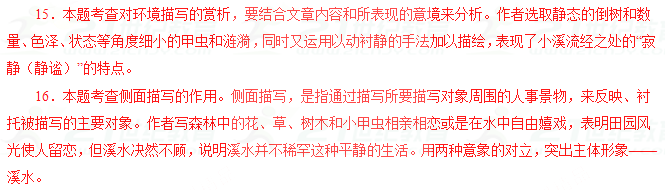 15．本题考查对环境描写的赏析，要结合文章内容和所表现的意境来分析。作者选取静态的倒树和数
量、色泽、状态等角度细小的甲虫和涟漪，同时又运用以动衬静的手法加以描绘，表现了小溪流经之处的“寂
静（静谧）”的特点。
16．本题考查侧面描写的作用。侧面描写，是指通过描写所要描写对象周围的人事景物，来反映、衬
托被描写的主要对象。作者写森林中的花、草、树木和小甲虫相亲相恋或是在水中自由嬉戏，表明田园风
光使人留恋，但溪水决然不顾，说明溪水并不稀罕这种平静的生活。用两种意象的对立，突出主体形象——
溪水。